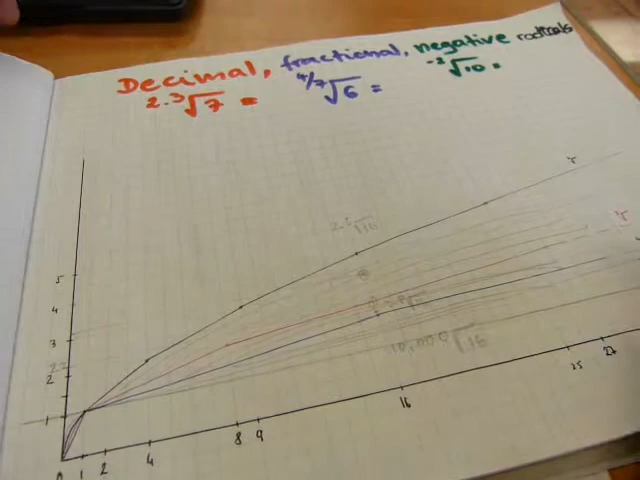 Decimal, fractional, negative radicals
2.3√7 = 4/7√6 = -2√10 =
5
4
3
2
1
0 1 2 4 8 9 16 25 27
10,000√16